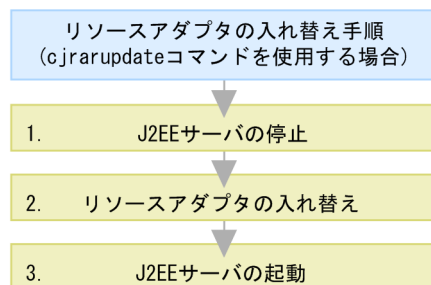 リソースアダプタの入れ替え手順
(cjrarupdateコマンドを使用する場合)
1. J2EEサーバの停止
2. リソースアダプタの入れ替え
3. J2EEサーバの起動